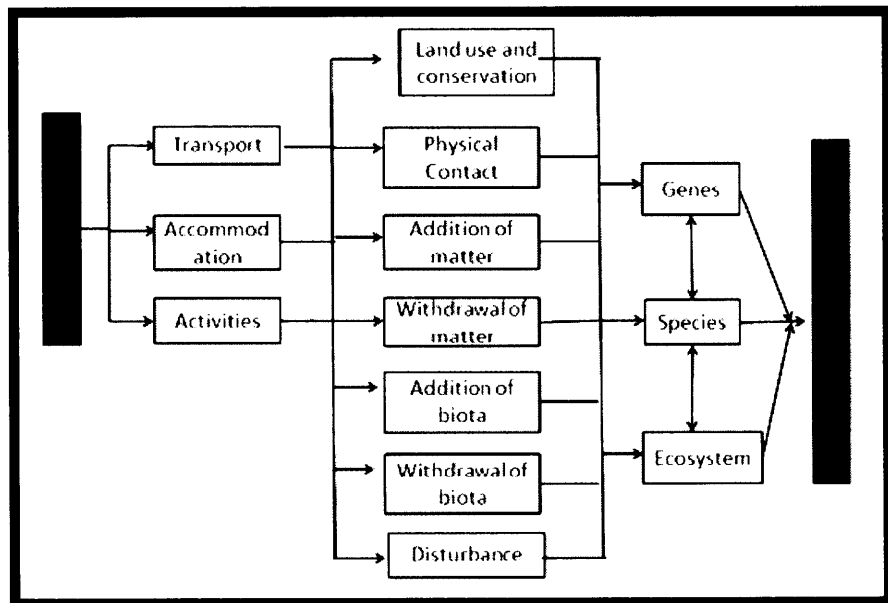 Land use and
conservation
Transport
Physical
Contact
Genes
Accommod
ation
Addition of
matter
Activities
Withdrawal of
matter
Species
Addition of
biota
Ecosystem
Withdrawal of
biota
Disturbance